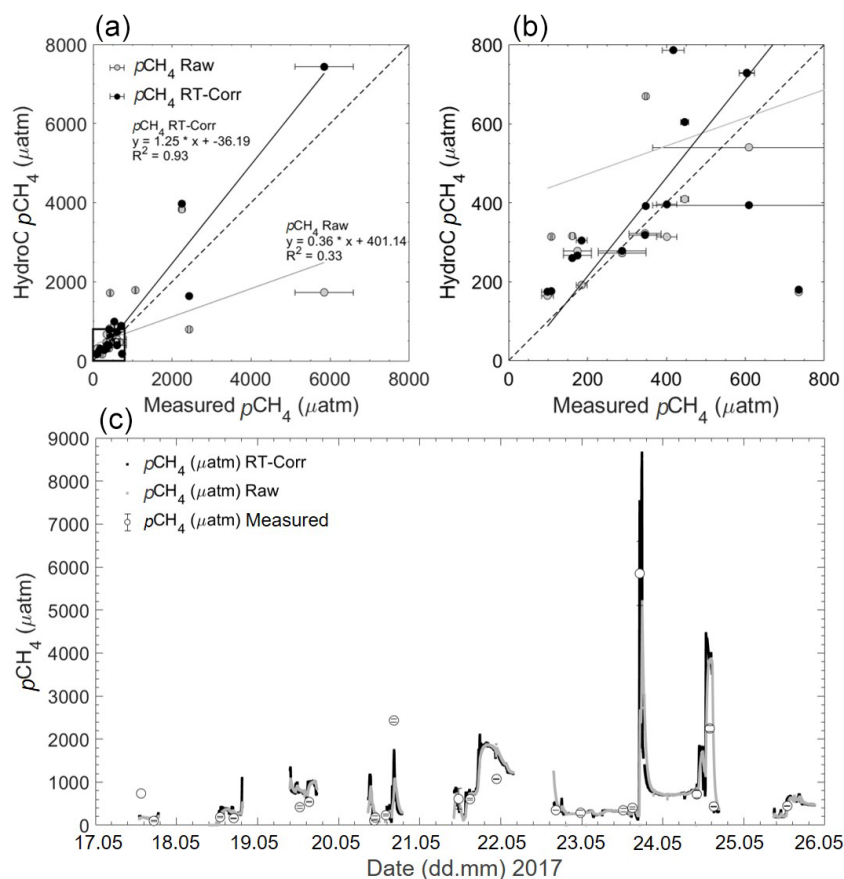 (a)
(b)
8000
6000
4000
2000
0
HydroC pCH4 (μatm)
pCH4 Raw
pCH4 RT-Corr
pCH4 RT-Corr
y = 1.25 * x + -36.19
R2 = 0.93
pCH4 Raw
y = 0.36 * x + 401.14
R2 = 0.33
0 2000 4000 6000 8000
Measured pCH4 (μatm)
800
600
400
200
0
HydroC pCH4 (μatm)
0 200 400 600 800
Measured pCH4 (μatm)
(c)
9000
8000
7000
6000
5000
4000
3000
2000
1000
0
pCH4 (μatm)
pCH4 (μatm) RT-Corr
pCH4 (μatm) Raw
pCH4 (μatm) Measured
17.05 18.05 19.05 20.05 21.05 22.05 23.05 24.05 25.05 26.05
Date (dd.mm) 2017